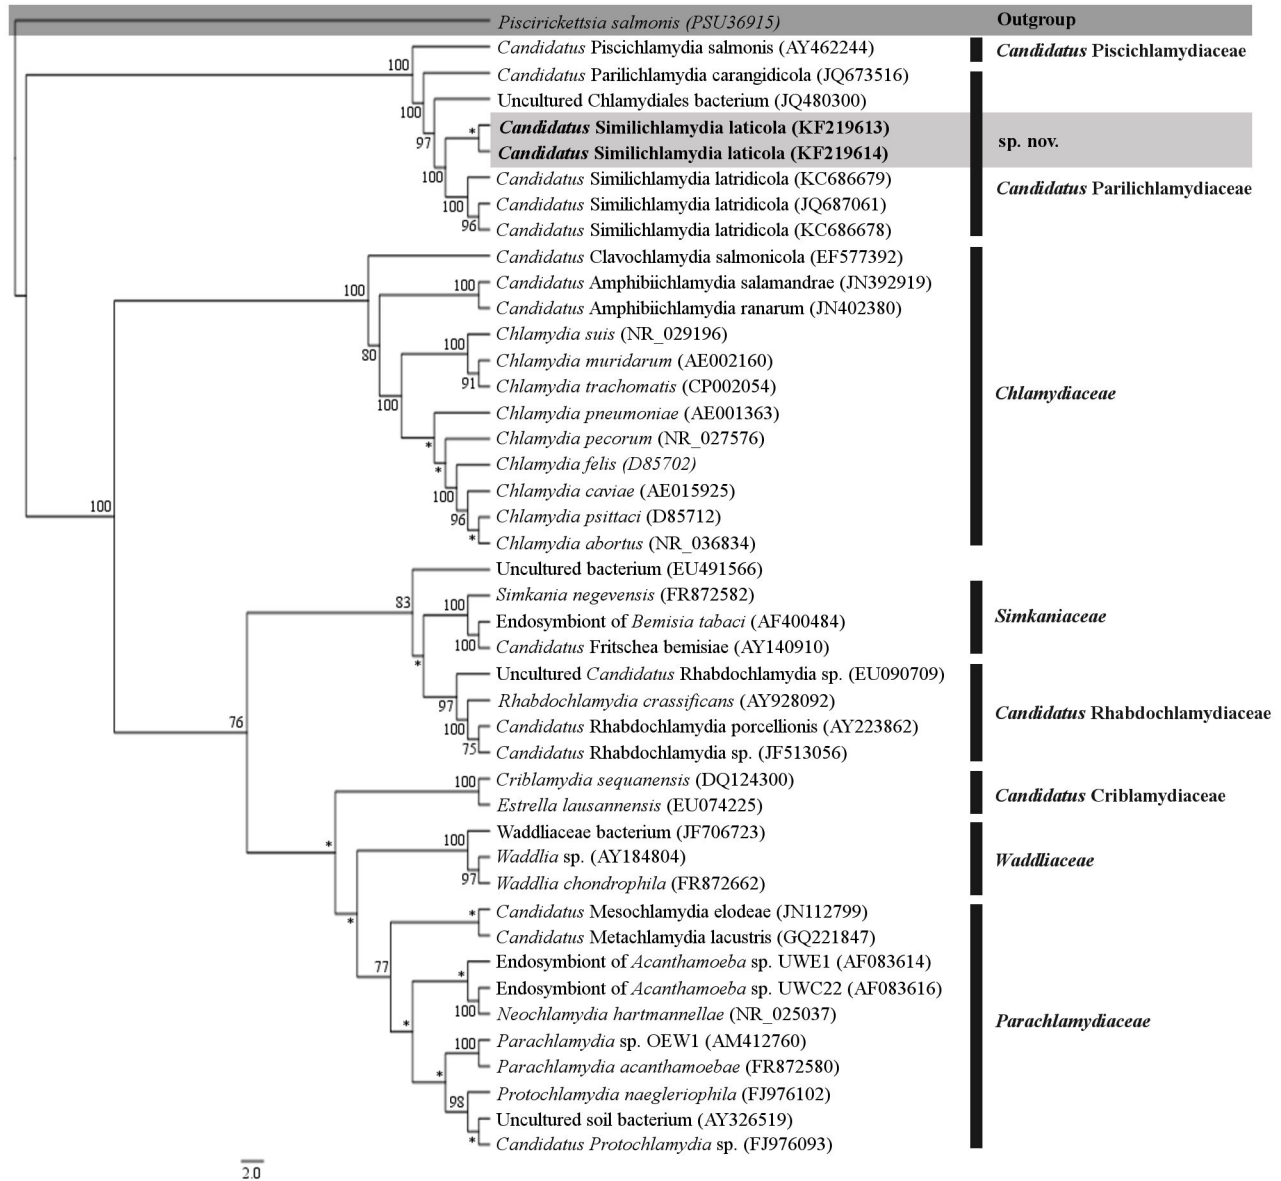 Piscirickettsia salmonis (PSU36915) Outgroup
Candidatus Piscichlamydia salmonis (AY462244) Candidatus Piscichlamydiaceae
100
Candidatus Parilichlamydia carangidicola (JQ673516)
100
Uncultured Chlamydiales bacterium (JQ480300)
97
* Candidatus Similichlamydia laticola (KF219613)
sp. nov.
Candidatus Similichlamydia laticola (KF219614)
100
Candidatus Similichlamydia latridicola (KC686679)
Candidatus Parilichlamydiaceae
100 Candidatus Similichlamydia latridicola (JQ687061)
96 Candidatus Similichlamydia latridicola (KC686678)
Candidatus Clavochlamydia salmonicola (EF577392)
100
100 Candidatus Amphibiichlamydia salamandrae (JN392919)
Candidatus Amphibiichlamydia ranarum (JN402380)
80
Chlamydia suis (NR_029196)
100
Chlamydia muridarum (AE002160)
91 Chlamydia trachomatis (CP002054)
Chlamydiaceae
100
Chlamydia pneumoniae (AE001363)
* Chlamydia pecorum (NR_027576)
* Chlamydia felis (D85702)
100 Chlamydia caviae (AE015925)
96 Chlamydia psittaci (D85712)
* Chlamydia abortus (NR_036834)
100
Uncultured bacterium (EU491566)
83
100 Simkania negevensis (FR872582)
Simkaniaceae
Endosymbiont of Bemisia tabaci (AF400484)
100 Candidatus Fritschea bemisiae (AY140910)
*
Uncultured Candidatus Rhabdochlamydia sp. (EU090709)
97 Rhabdochlamydia crassificans (AY928092)
Candidatus Rhabdochlamydiaceae
100 Candidatus Rhabdochlamydia porcellionis (AY223862)
75 Candidatus Rhabdochlamydia sp. (JF513056)
76
100 Criblamydia sequanensis (DQ124300)
Candidatus Criblamydiaceae
Estrella lausannensis (EU074225)
*
Waddliaceae bacterium (JF706723)
100
Waddlia sp. (AY184804) Waddliaceae
97 Waddlia chondrophila (FR872662)
*
* Candidatus Mesochlamydia elodeae (JN112799)
Candidatus Metachlamydia lacustris (GQ221847)
77
Endosymbiont of Acanthamoeba sp. UWE1 (AF083614)
*
Endosymbiont of Acanthamoeba sp. UWC22 (AF083616)
100 Neochlamydia hartmannellae (NR_025037)
*
Parachlamydiaceae
100 Parachlamydia sp. OEW1 (AM412760)
Parachlamydia acanthamoebae (FR872580)
*
Protochlamydia naegleriophila (FJ976102)
98
Uncultured soil bacterium (AY326519)
* Candidatus Protochlamydia sp. (FJ976093)
2.0